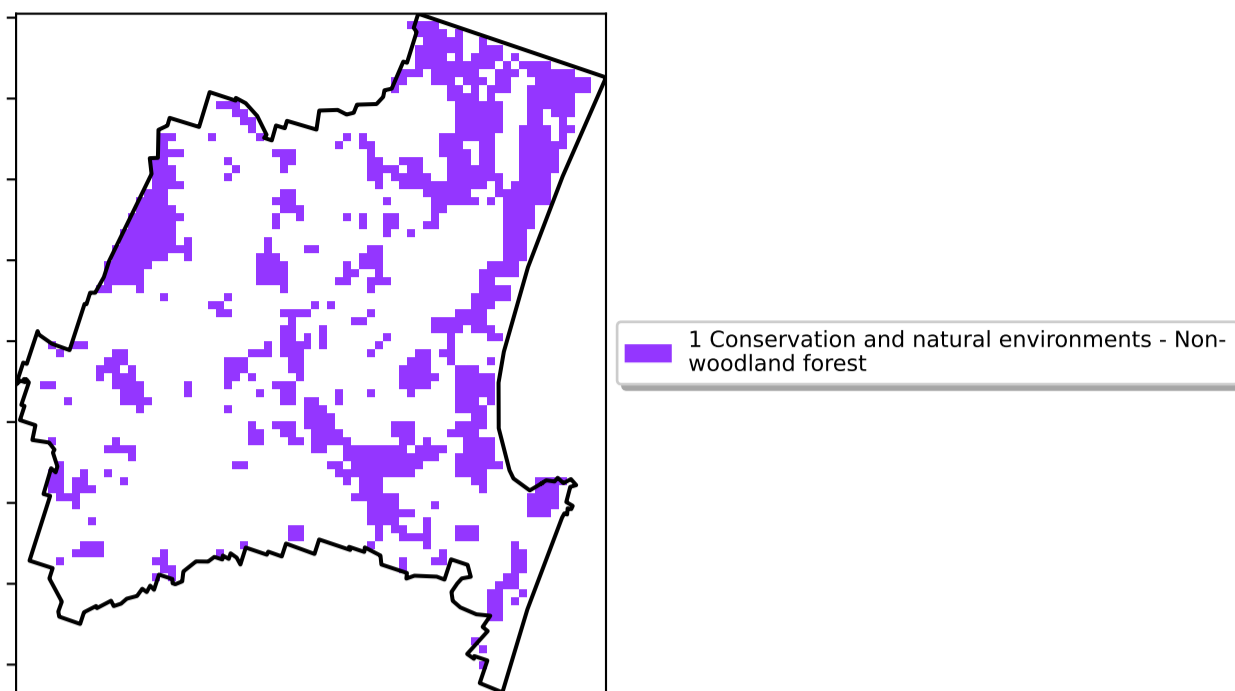 1 Conservation and natural environments - Non-
woodland forest